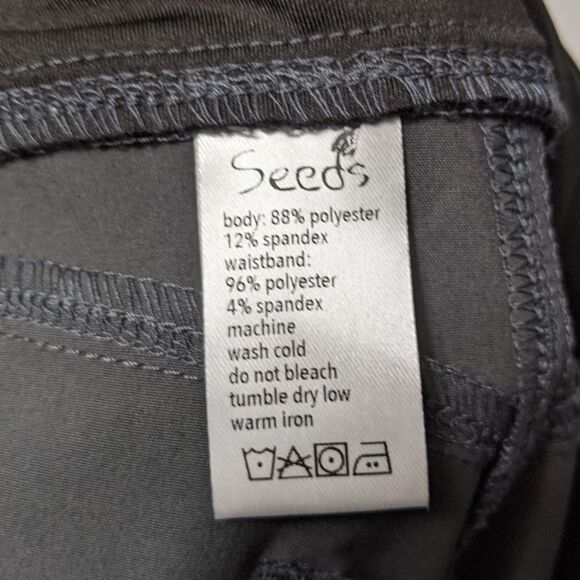 Seeds
body: 88% polyester
12% spandex
waistband:
96% polyester
4% spandex
machine
wash cold
do not bleach
tumble dry low
warm iron